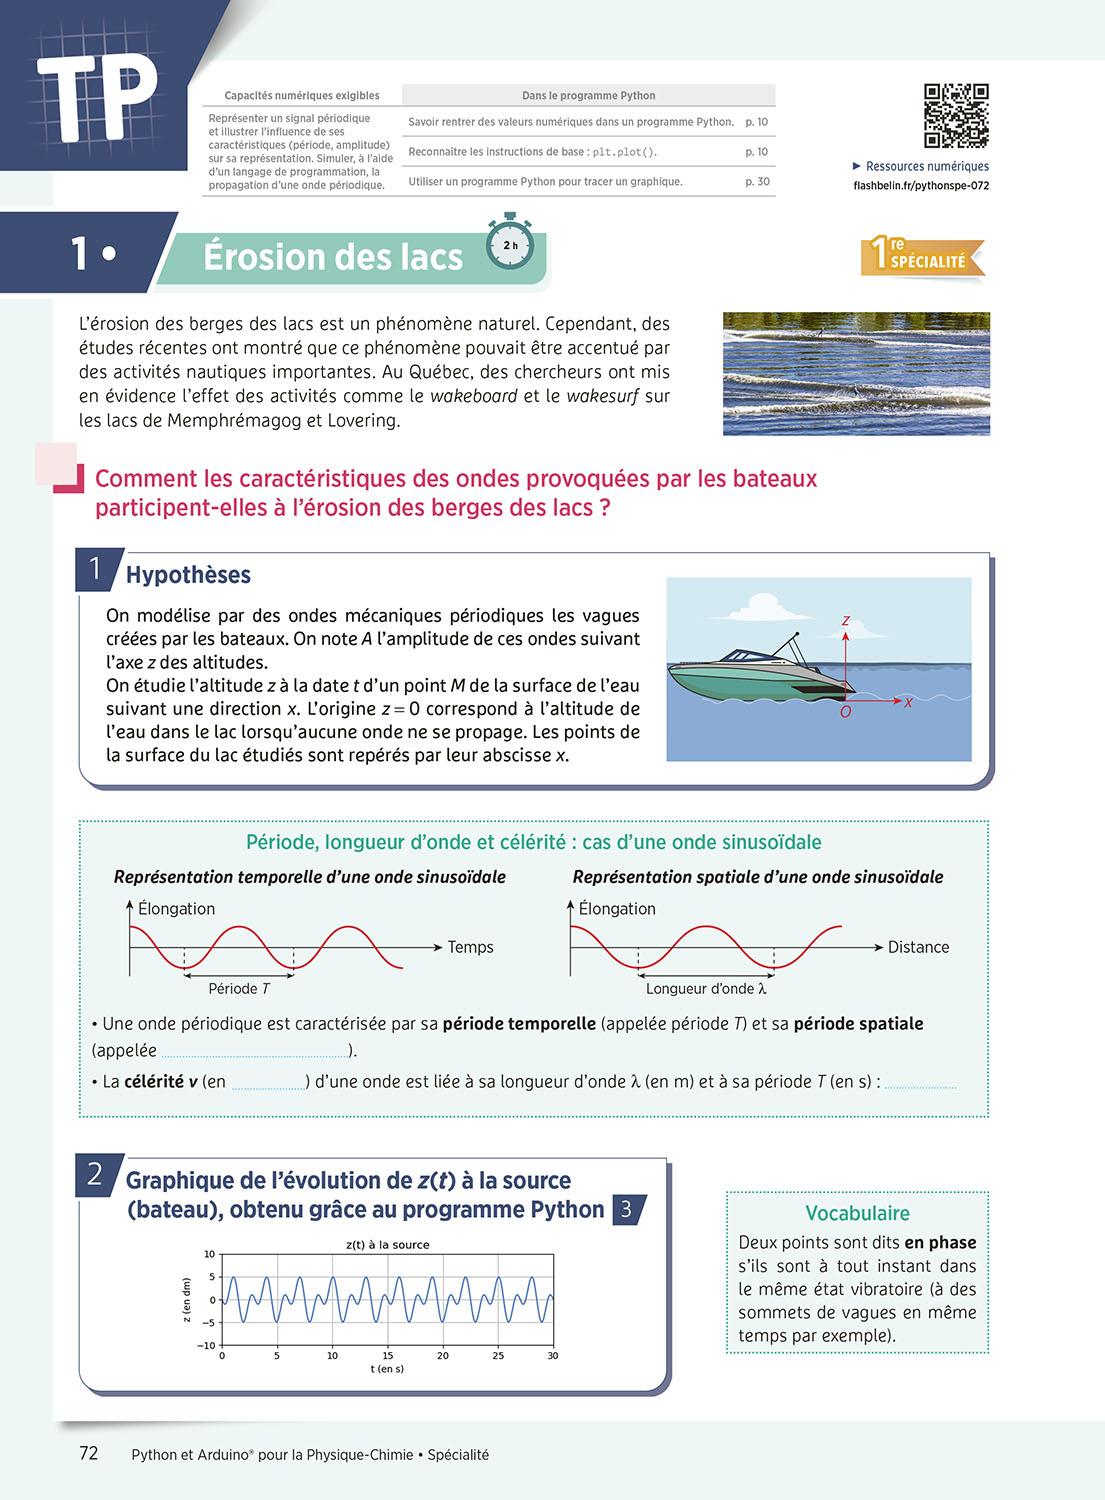 TP
Capacités numériques exigibles
Dans le programme Python
Représenter un signal périodique
et illustrer l'influence de ses
caractéristiques (période, amplitude)
sur sa représentation. Simuler, à l'aide
d'un langage de programmation, la
propagation d'une onde périodique.
Savoir rentrer des valeurs numériques dans un programme Python. p. 10
Reconnaître les instructions de base : plt.plot(). p. 10
Utiliser un programme Python pour tracer un graphique. p. 30
► Ressources numériques
flashbelin.fr/pythonspe-072
1 • Érosion des lacs
2 h
1re SPÉCIALITÉ
L'érosion des berges des lacs est un phénomène naturel. Cependant, des
études récentes ont montré que ce phénomène pouvait être accentué par
des activités nautiques importantes. Au Québec, des chercheurs ont mis
en évidence l'effet des activités comme le wakeboard et le wakesurf sur
les lacs de Memphrémagog et Lovering.
Comment les caractéristiques des ondes provoquées par les bateaux
participent-elles à l'érosion des berges des lacs ?
1 Hypothèses
On modélise par des ondes mécaniques périodiques les vagues
créées par les bateaux. On note A l'amplitude de ces ondes suivant
l'axe z des altitudes.
On étudie l'altitude z à la date t d'un point M de la surface de l'eau
suivant une direction x. L'origine z = 0 correspond à l'altitude de
l'eau dans le lac lorsqu'aucune onde ne se propage. Les points de
la surface du lac étudiés sont repérés par leur abscisse x.
z
x
O
Période, longueur d'onde et célérité : cas d'une onde sinusoïdale
Représentation temporelle d'une onde sinusoïdale
Élongation
Temps
Période T
Représentation spatiale d'une onde sinusoïdale
Élongation
Distance
Longueur d'onde λ
• Une onde périodique est caractérisée par sa période temporelle (appelée période T) et sa période spatiale
(appelée ........................................).
• La célérité v (en ................) d'une onde est liée à sa longueur d'onde λ (en m) et à sa période T (en s) : ................
2 Graphique de l'évolution de z(t) à la source
(bateau), obtenu grâce au programme Python 3
z(t) à la source
z (en dm)
10
5
0
−5
−10
0 5 10 15 20 25 30
t (en s)
Vocabulaire
Deux points sont dits en phase
s'ils sont à tout instant dans
le même état vibratoire (à des
sommets de vagues en même
temps par exemple).
72 Python et Arduino® pour la Physique-Chimie • Spécialité